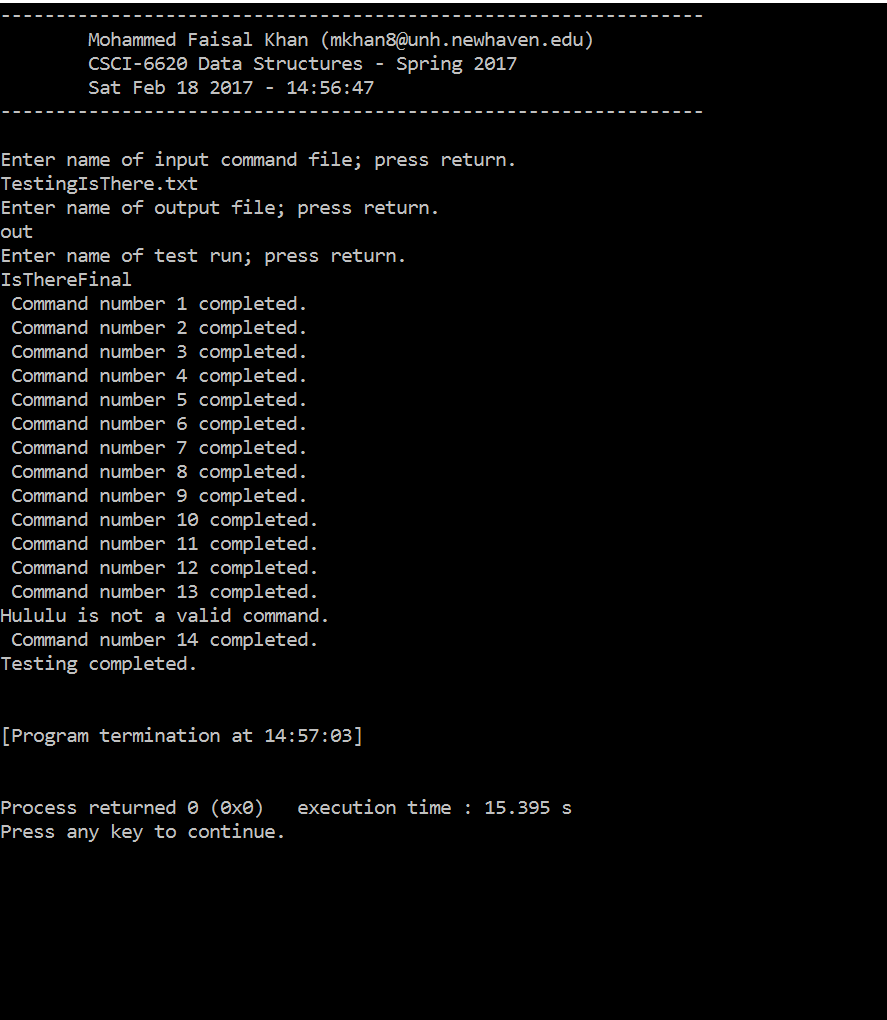 ----------------------------------------------------------------
Mohammed Faisal Khan (mkhan8@unh.newhaven.edu)
CSCI-6620 Data Structures - Spring 2017
Sat Feb 18 2017 - 14:56:47
----------------------------------------------------------------
Enter name of input command file; press return.
TestingIsThere.txt
Enter name of output file; press return.
out
Enter name of test run; press return.
IsThereFinal
Command number 1 completed.
Command number 2 completed.
Command number 3 completed.
Command number 4 completed.
Command number 5 completed.
Command number 6 completed.
Command number 7 completed.
Command number 8 completed.
Command number 9 completed.
Command number 10 completed.
Command number 11 completed.
Command number 12 completed.
Command number 13 completed.
Hululu is not a valid command.
Command number 14 completed.
Testing completed.
[Program termination at 14:57:03]
Process returned 0 (0x0)   execution time : 15.395 s
Press any key to continue.